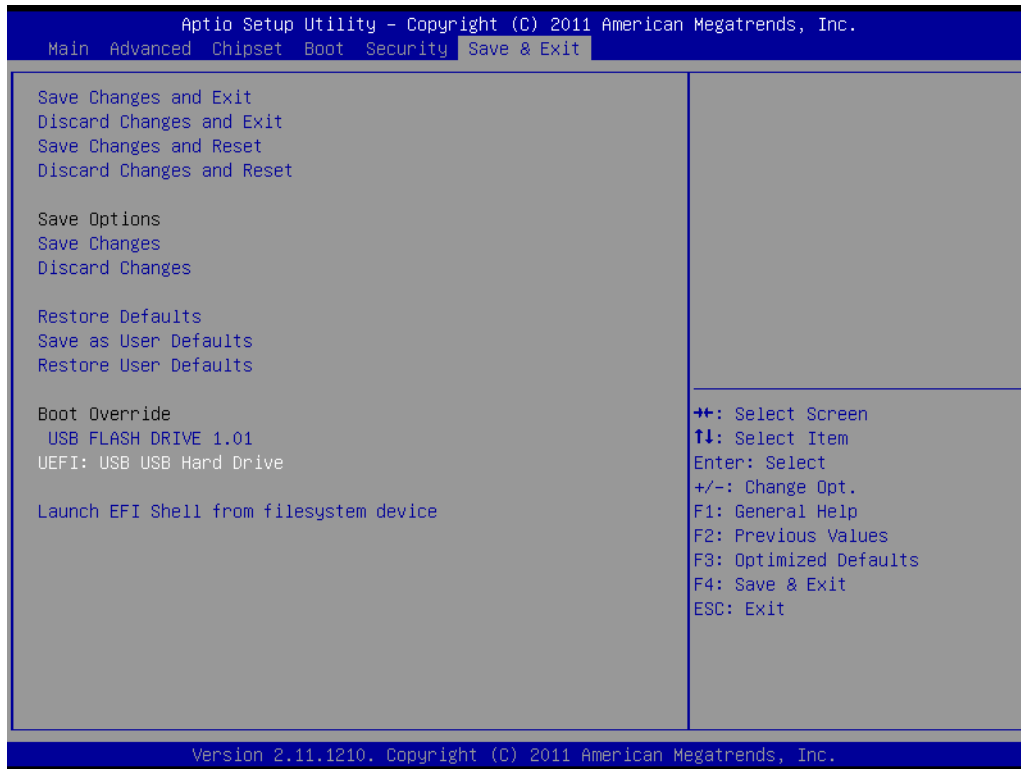 Aptio Setup Utility – Copyright (C) 2011 American Megatrends, Inc.
Main Advanced Chipset Boot Security Save & Exit
Save Changes and Exit
Discard Changes and Exit
Save Changes and Reset
Discard Changes and Reset
Save Options
Save Changes
Discard Changes
Restore Defaults
Save as User Defaults
Restore User Defaults
Boot Override
USB FLASH DRIVE 1.01
UEFI: USB USB Hard Drive
Launch EFI Shell from filesystem device
→←: Select Screen
↑↓: Select Item
Enter: Select
+/-: Change Opt.
F1: General Help
F2: Previous Values
F3: Optimized Defaults
F4: Save & Exit
ESC: Exit
Version 2.11.1210. Copyright (C) 2011 American Megatrends, Inc.